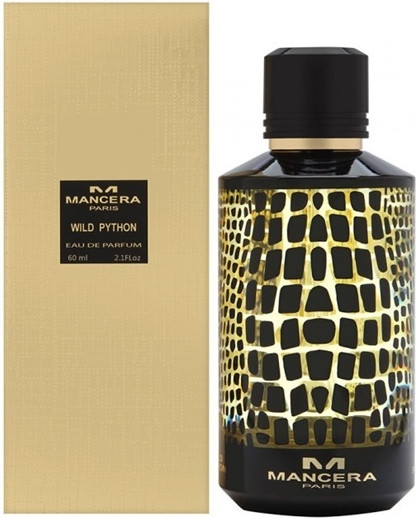 MANCERA
PARIS
WILD PYTHON
EAU DE PARFUM
60 ml 2.1FLoz
MANCERA
PARIS